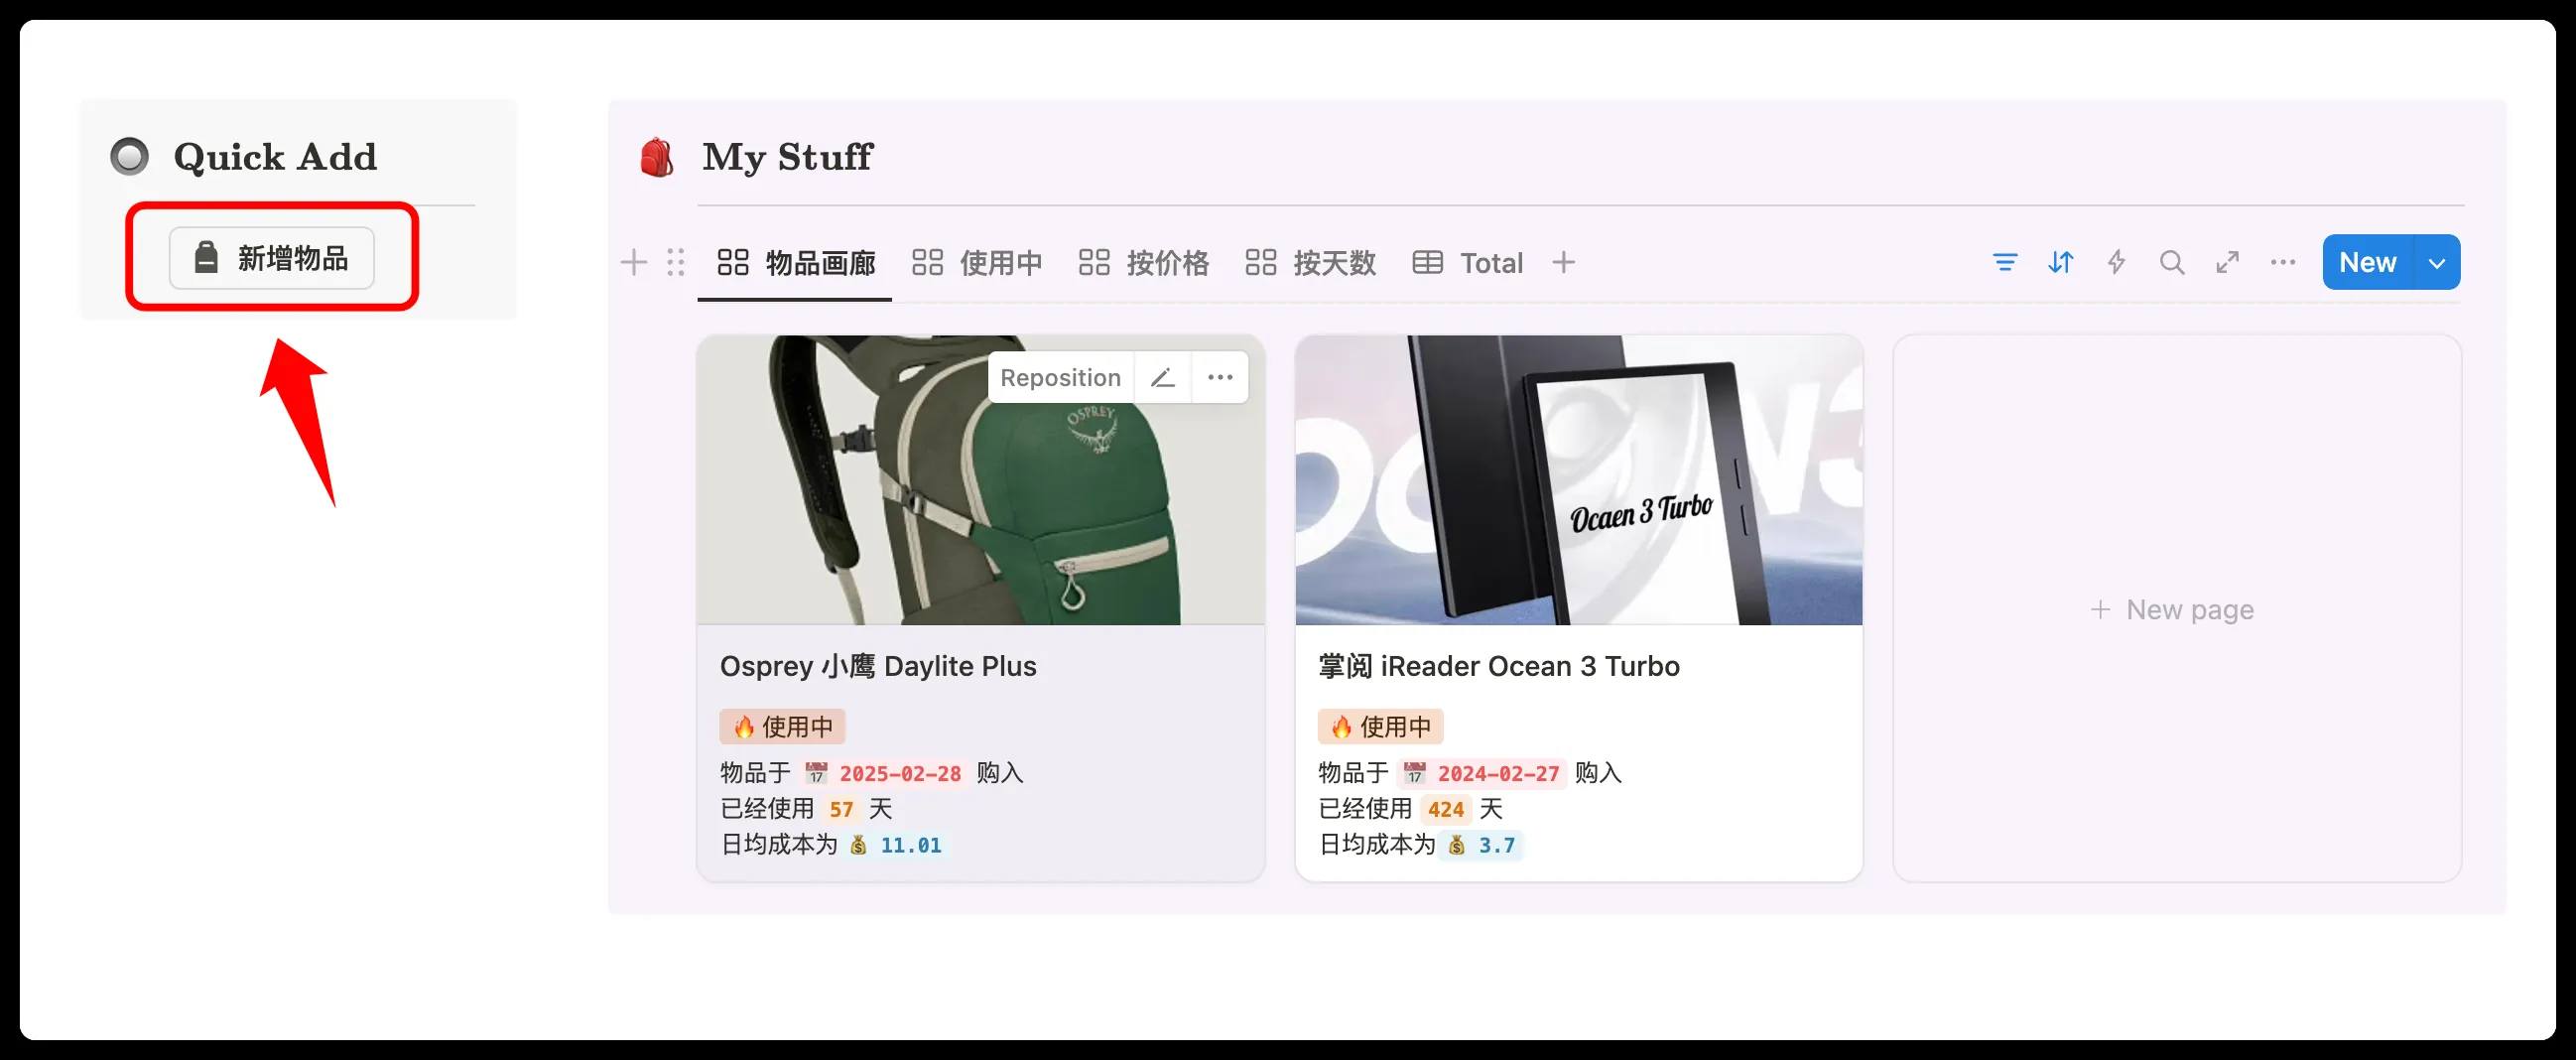 Quick Add
新增物品
My Stuff
物品画廊 使用中 按价格 按天数 Total
New
Reposition
OSPREY
Osprey 小鹰 Daylite Plus
🔥 使用中
物品于 📅 2025-02-28 购入
已经使用 57 天
日均成本为 💰 11.01
Ocaen 3 Turbo
掌阅 iReader Ocean 3 Turbo
🔥 使用中
物品于 📅 2024-02-27 购入
已经使用 424 天
日均成本为 💰 3.7
+ New page